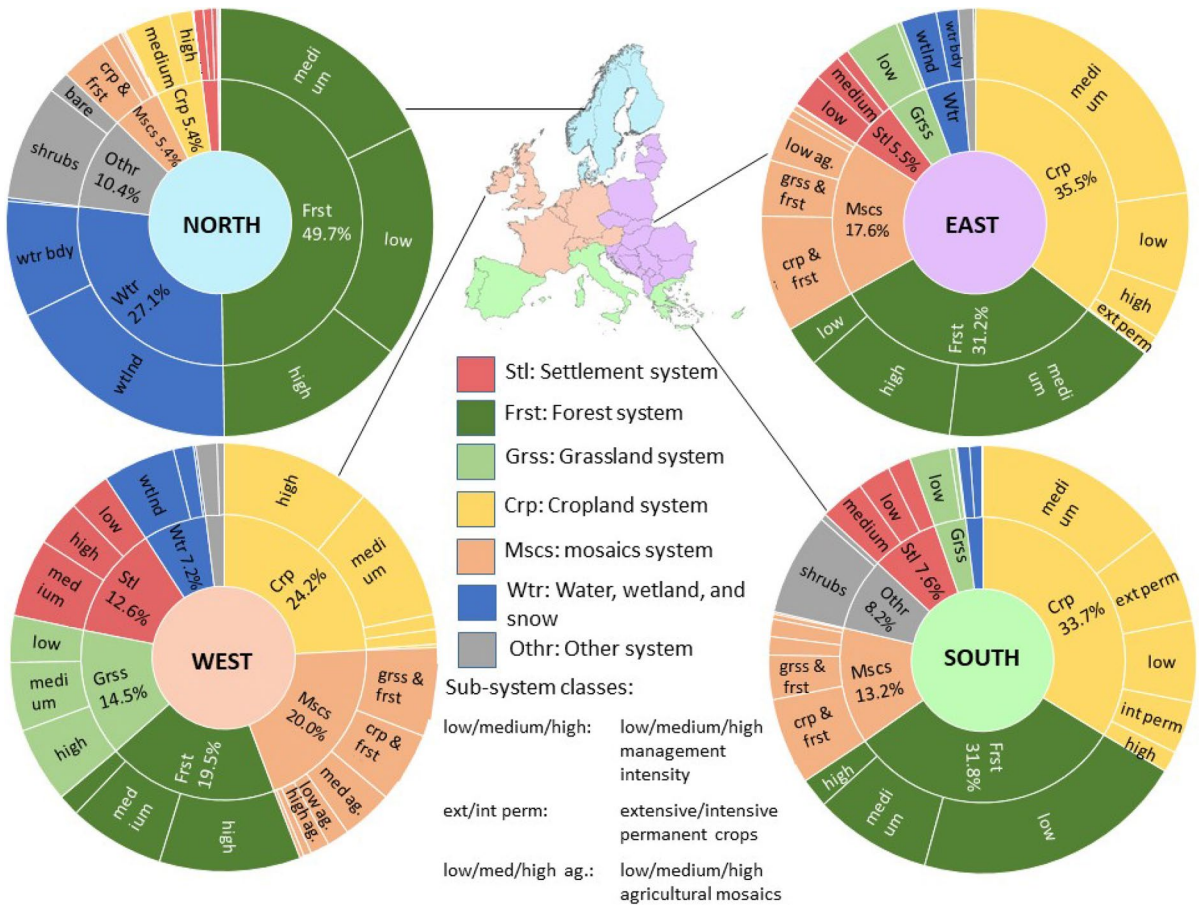 NORTH
Frst
49.7%
medi
um
low
high
Wtr
27.1%
wtlnd
wtr bdy
Othr
10.4%
shrubs
bare
Mscs 5.4%
crp &
frst
Crp 5.4%
medium
high
EAST
Crp
35.5%
medi
um
low
high
ext perm
Frst
31.2%
medi
um
high
low
Mscs
17.6%
crp &
frst
grss &
frst
low ag.
Stl 5.5%
low
medium
Grss
low
Wtr
wtlnd
wtr bdy
Stl: Settlement system
Frst: Forest system
Grss: Grassland system
Crp: Cropland system
Mscs: mosaics system
Wtr: Water, wetland, and
snow
Othr: Other system
Sub-system classes:
low/medium/high:
low/medium/high
management
intensity
ext/int perm:
extensive/intensive
permanent crops
low/med/high ag.:
low/medium/high
agricultural mosaics
WEST
Crp
24.2%
high
medi
um
Mscs
20.0%
grss &
frst
crp &
frst
med ag.
low ag.
high ag.
Frst
19.5%
high
med
ium
Grss
14.5%
high
medi
um
low
Stl
12.6%
med
ium
high
low
Wtr 7.2%
wtlnd
SOUTH
Crp
33.7%
medi
um
ext perm
low
int perm
high
Frst
31.8%
low
medi
um
high
Mscs
13.2%
crp &
frst
grss &
frst
Othr
8.2%
shrubs
Stl 7.6%
medium
low
Grss
low